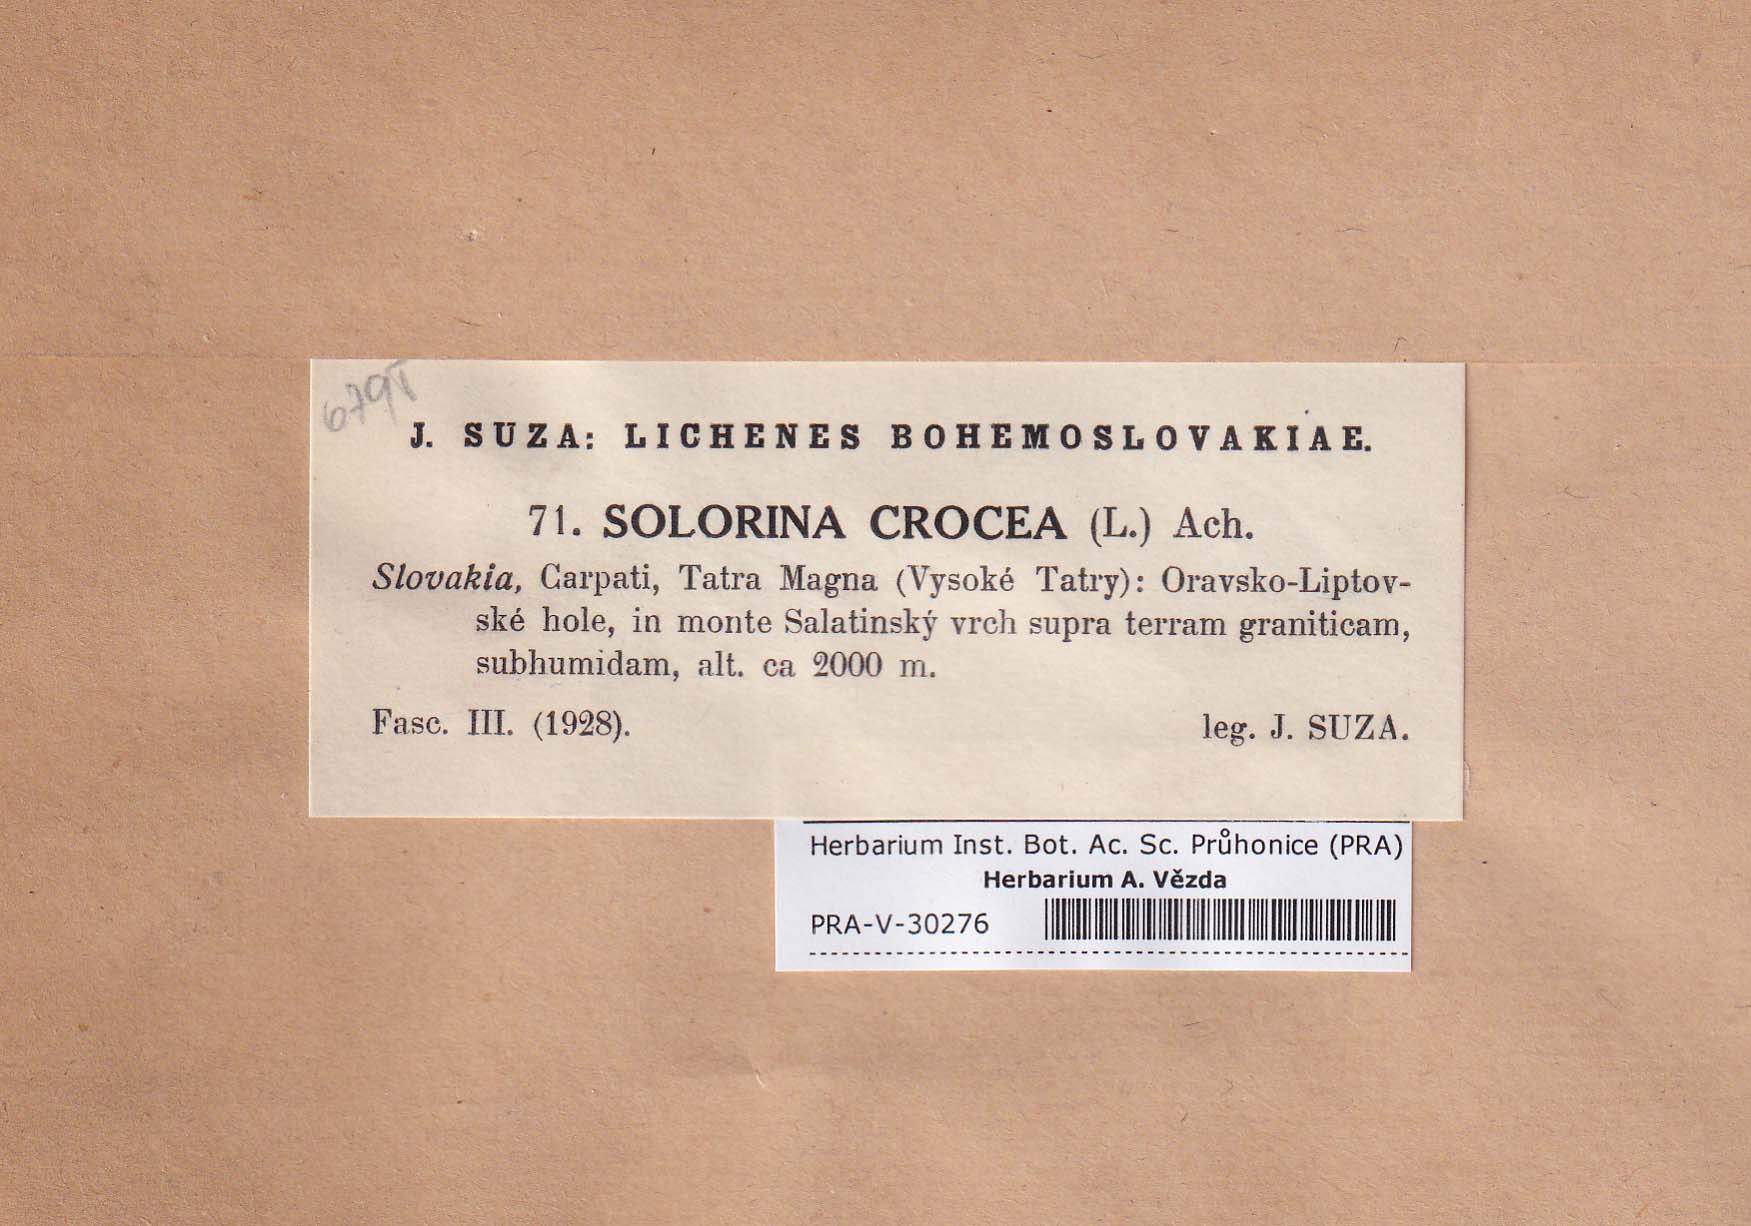 J. SUZA: LICHENES BOHEMOSLOVAKIAE.
71. SOLORINA CROCEA (L.) Ach.
Slovakia, Carpati, Tatra Magna (Vysoké Tatry): Oravsko-Liptov-
ské hole, in monte Salatinský vrch supra terram graniticam,
subhumidam, alt. ca 2000 m.
Fasc. III. (1928). leg. J. SUZA.
Herbarium Inst. Bot. Ac. Sc. Průhonice (PRA)
Herbarium A. Vězda
PRA-V-30276